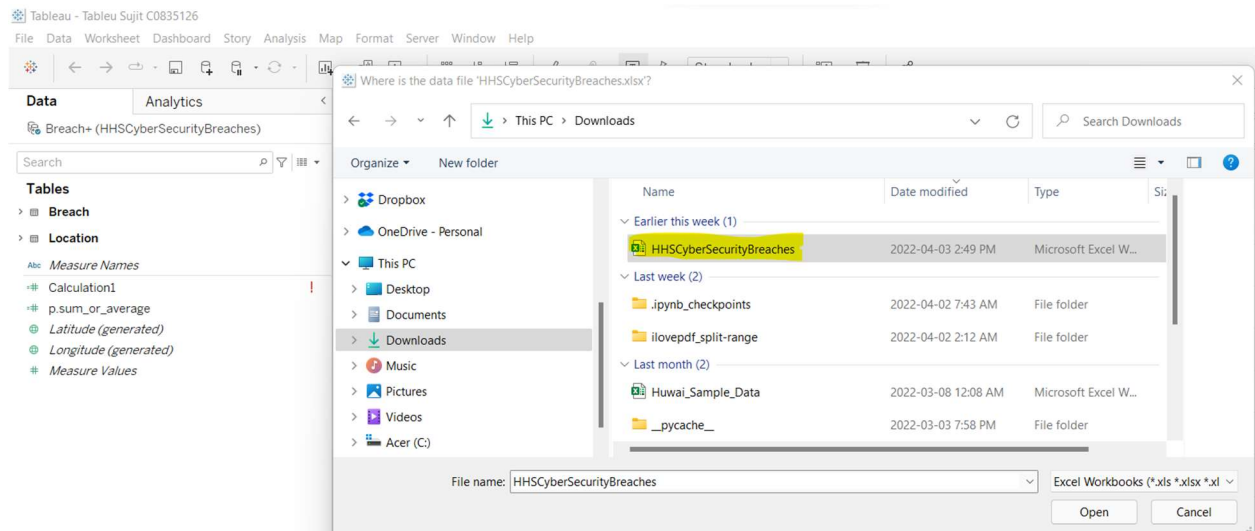 Tableau - Tableu Sujit C0835126
File Data Worksheet Dashboard Story Analysis Map Format Server Window Help
Where is the data file 'HHSCyberSecurityBreaches.xlsx'?
Data Analytics
This PC > Downloads
Search Downloads
Breach+ (HHSCyberSecurityBreaches)
Organize New folder
Search
Tables
Breach
Location
Abc Measure Names
Calculation1 !
p.sum_or_average
Latitude (generated)
Longitude (generated)
Measure Values
Dropbox
OneDrive - Personal
This PC
Desktop
Documents
Downloads
Music
Pictures
Videos
Acer (C:)
Name Date modified Type
Earlier this week (1)
HHSCyberSecurityBreaches 2022-04-03 2:49 PM Microsoft Excel W...
Last week (2)
.ipynb_checkpoints 2022-04-02 7:43 AM File folder
ilovepdf_split-range 2022-04-02 2:12 AM File folder
Last month (2)
Huwai_Sample_Data 2022-03-08 12:08 AM Microsoft Excel W...
__pycache__ 2022-03-03 7:58 PM File folder
File name: HHSCyberSecurityBreaches
Excel Workbooks (*.xls *.xlsx *.xl
Open Cancel